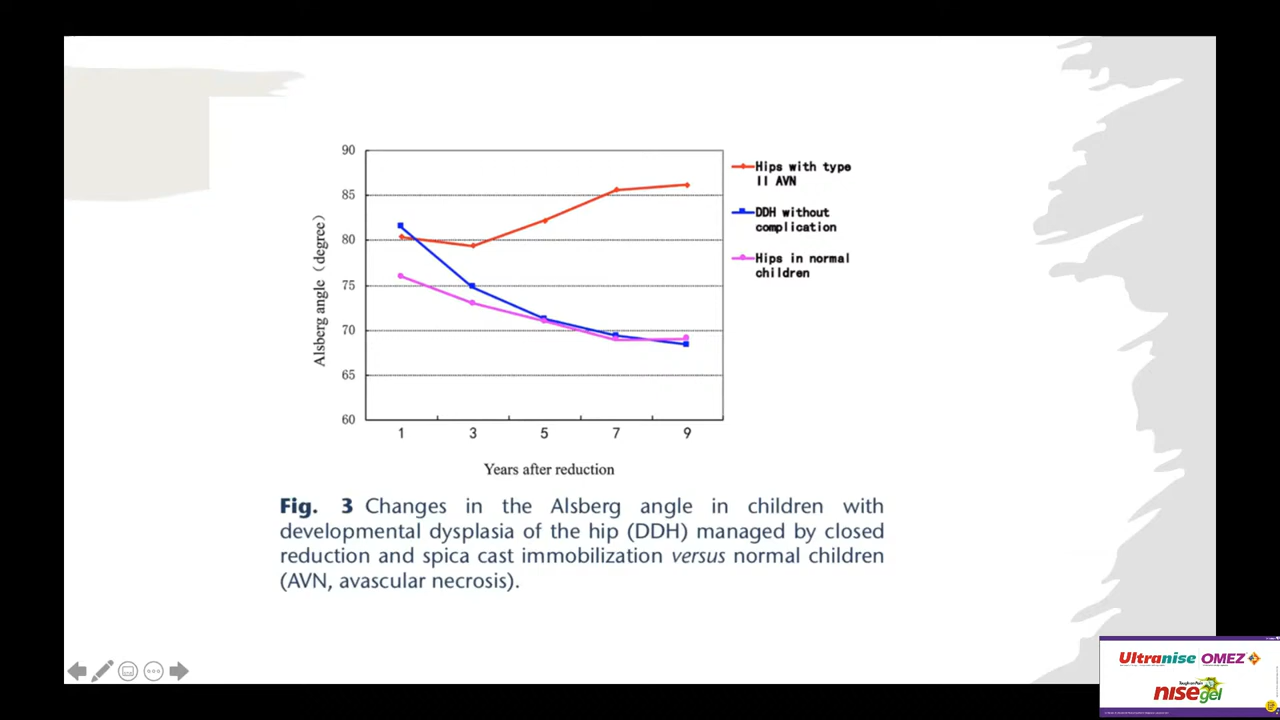 90
85
80
75
70
65
60
Alsberg angle (degree)
1 3 5 7 9
Years after reduction
Hips with type
II AVN
DDH without
complication
Hips in normal
children
Fig. 3 Changes in the Alsberg angle in children with
developmental dysplasia of the hip (DDH) managed by closed
reduction and spica cast immobilization versus normal children
(AVN, avascular necrosis).
Ultranise OMEZ
nisegel